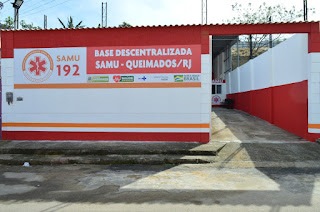 SAMU
192
BASE DESCENTRALIZADA
SAMU - QUEIMADOS/RJ